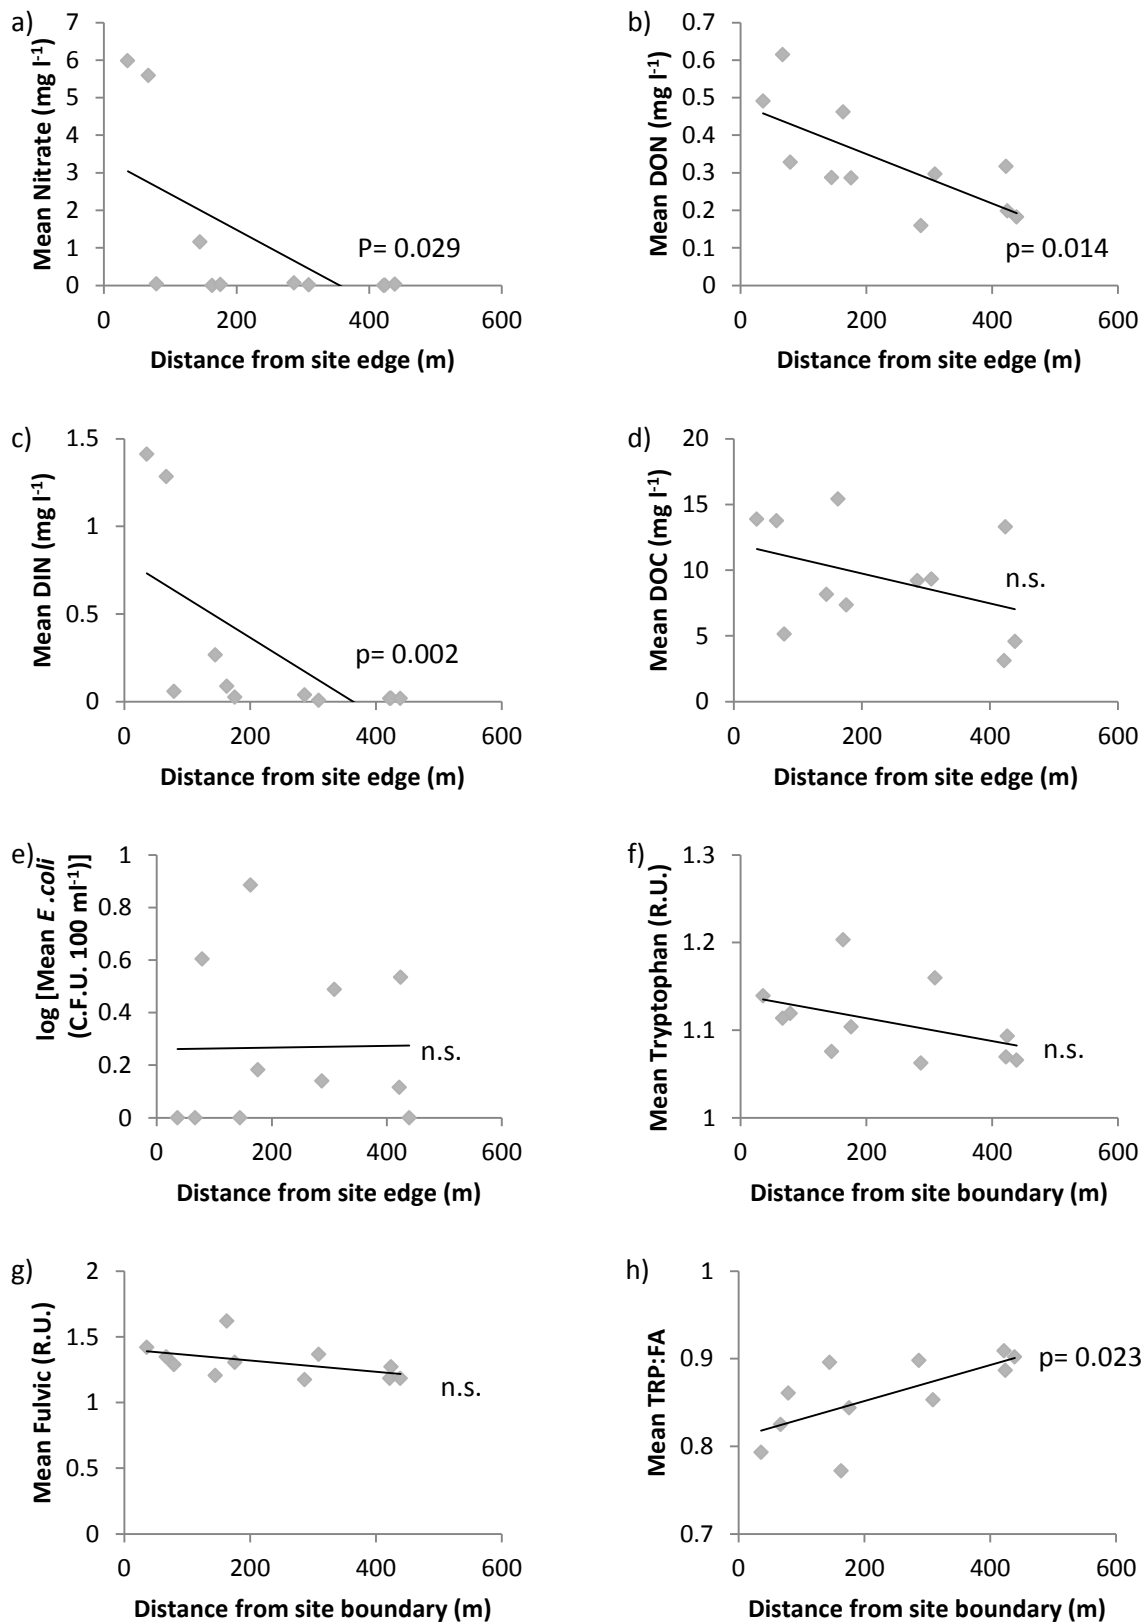 a)
Mean Nitrate (mg l-1)
7
6
5
4
3
2
1
0
P= 0.029
0 200 400 600
Distance from site edge (m)
b)
Mean DON (mg l-1)
0.7
0.6
0.5
0.4
0.3
0.2
0.1
0.0
p= 0.014
0 200 400 600
Distance from site edge (m)
c)
Mean DIN (mg l-1)
1.5
1
0.5
0
p= 0.002
0 200 400 600
Distance from site edge (m)
d)
Mean DOC (mg l-1)
20
15
10
5
0
n.s.
0 200 400 600
Distance from site edge (m)
e)
log [Mean E .coli
(C.F.U. 100 ml-1)]
1
0.8
0.6
0.4
0.2
0
n.s.
0 200 400 600
Distance from site edge (m)
f)
Mean Tryptophan (R.U.)
1.3
1.2
1.1
1
n.s.
0 200 400 600
Distance from site boundary (m)
g)
Mean Fulvic (R.U.)
2
1.5
1
0.5
0
n.s.
0 200 400 600
Distance from site boundary (m)
h)
Mean TRP:FA
1
0.9
0.8
0.7
p= 0.023
0 200 400 600
Distance from site boundary (m)